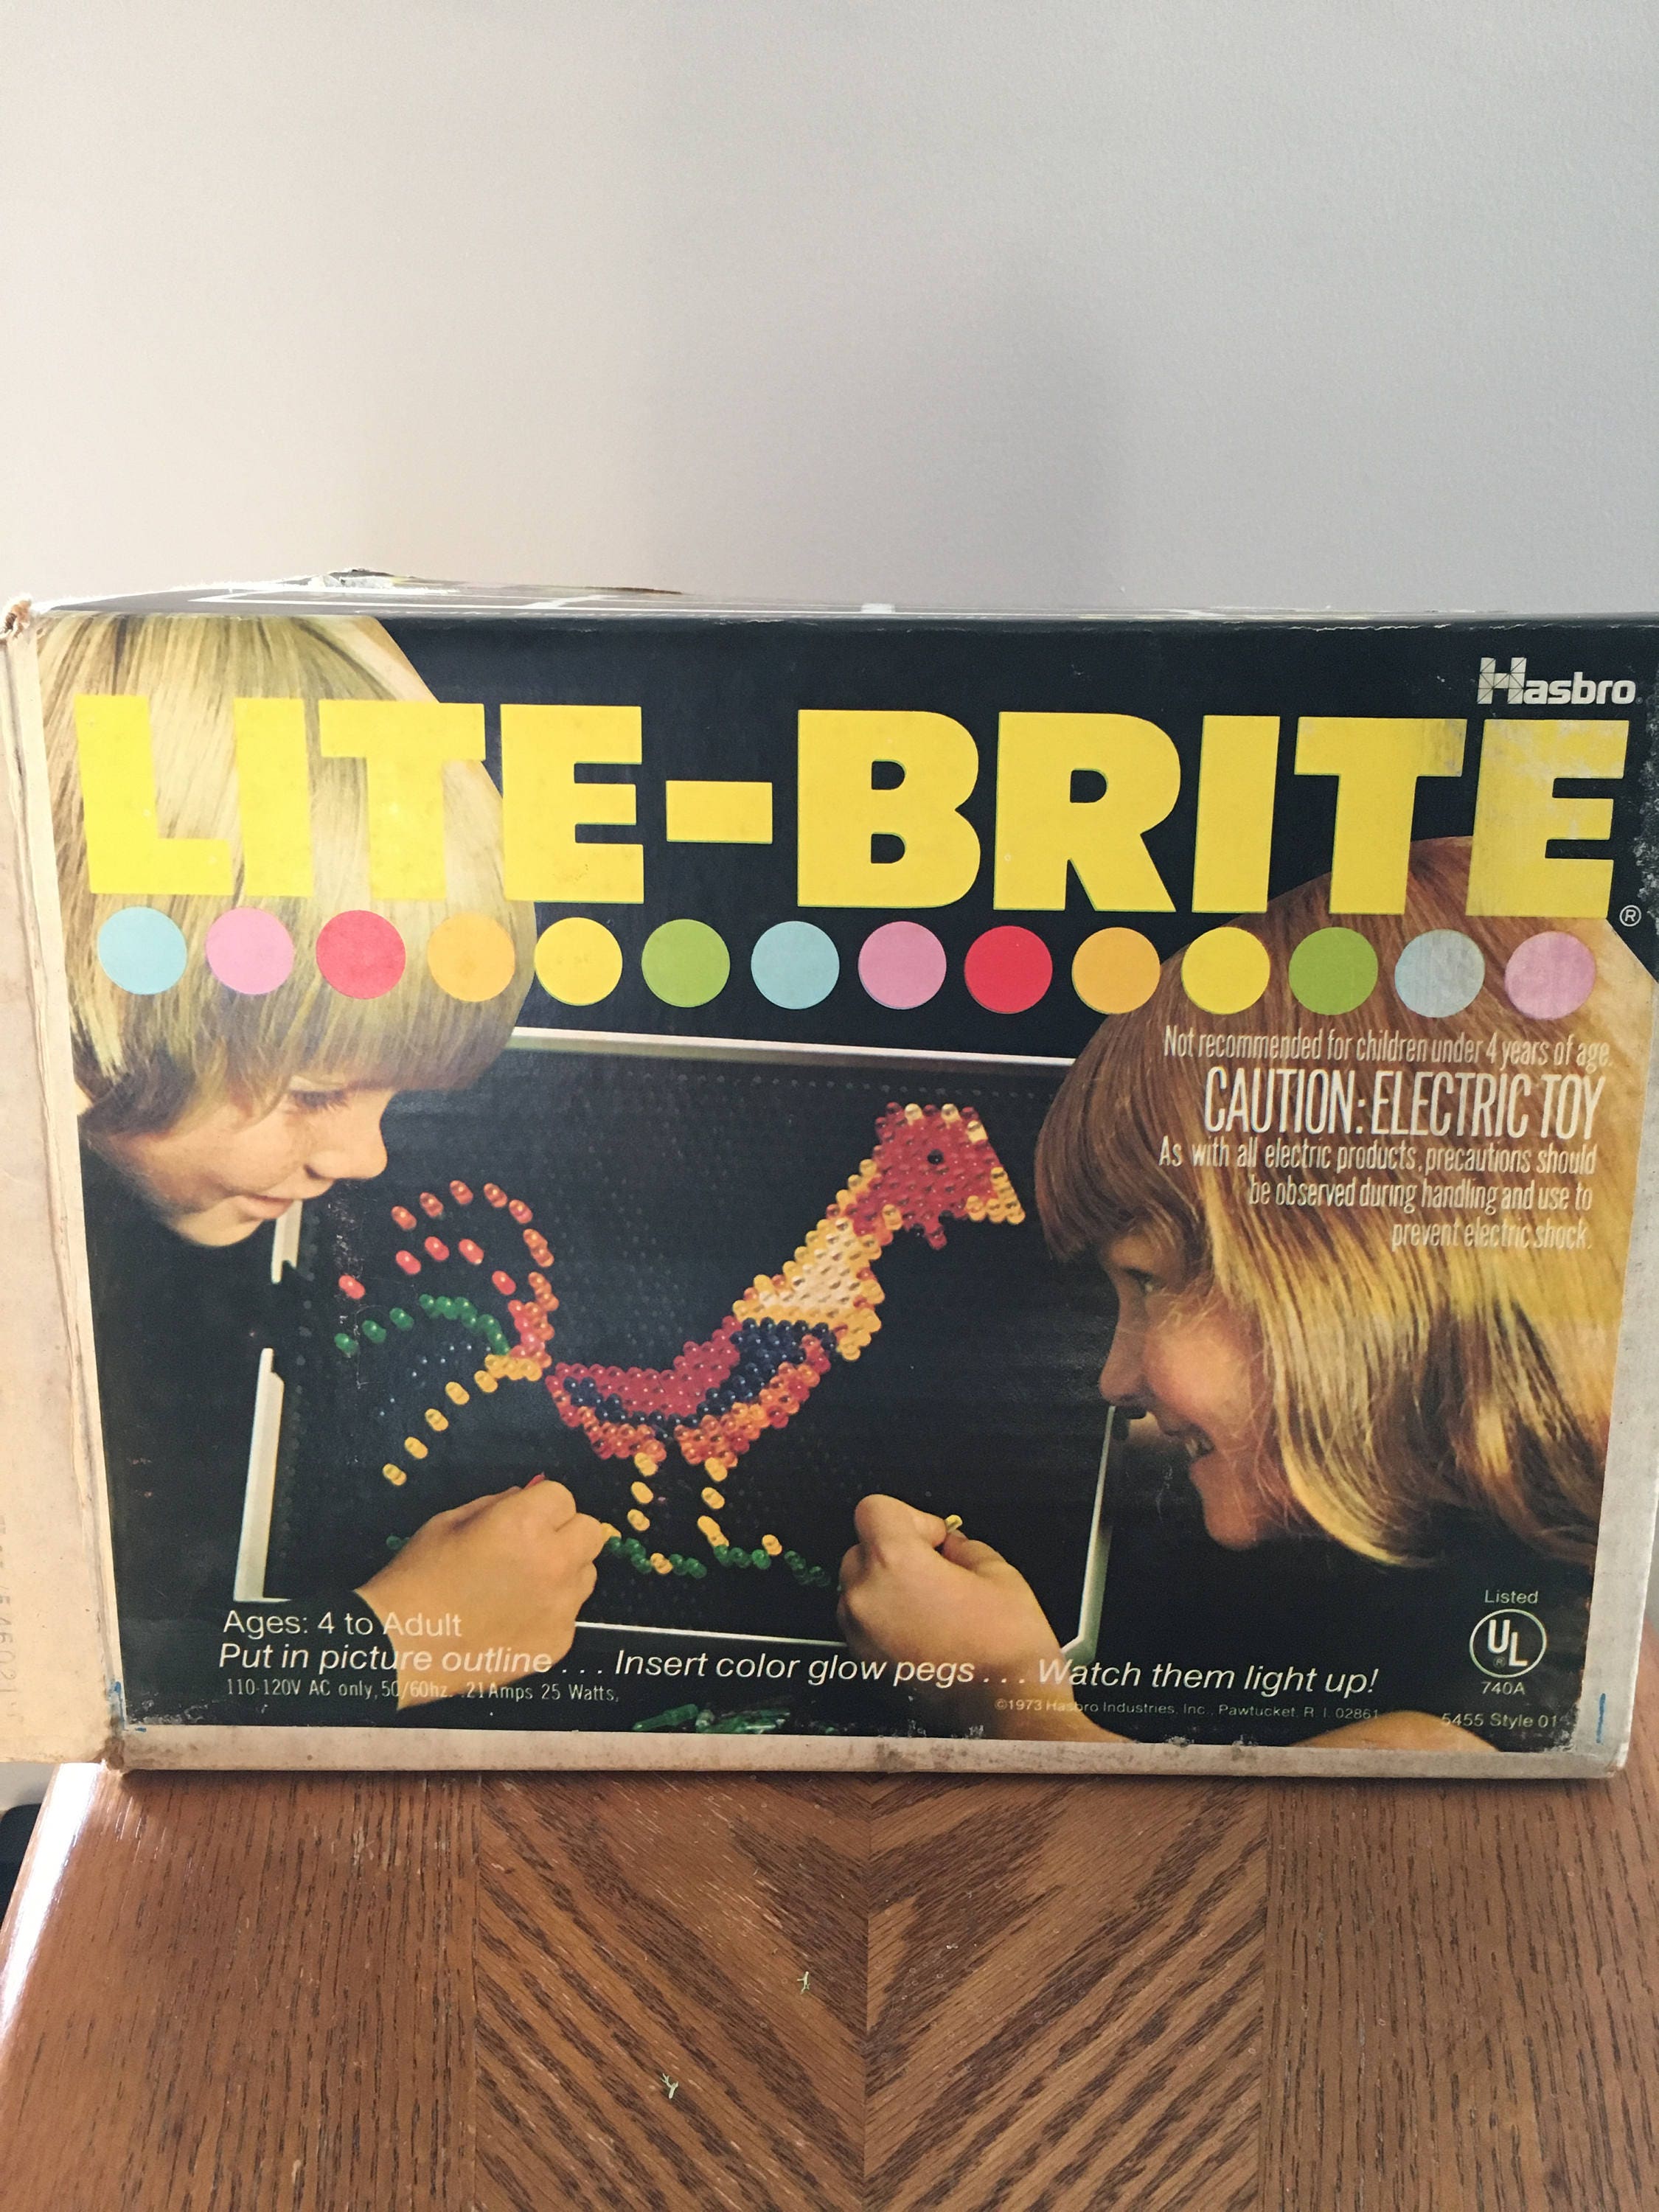 Hasbro
LITE-BRITE®
Not recommended for children under 4 years of age.
CAUTION: ELECTRIC TOY
As with all electric products, precautions should
be observed during handling and use to
prevent electric shock.
Ages: 4 to Adult
Put in picture outline . . . Insert color glow pegs . . . Watch them light up!
110-120V AC only, 50/60hz. .21Amps 25 Watts.
©1973 Hasbro Industries, Inc., Pawtucket, R. I. 02861
Listed
UL®
740A
5455 Style 01